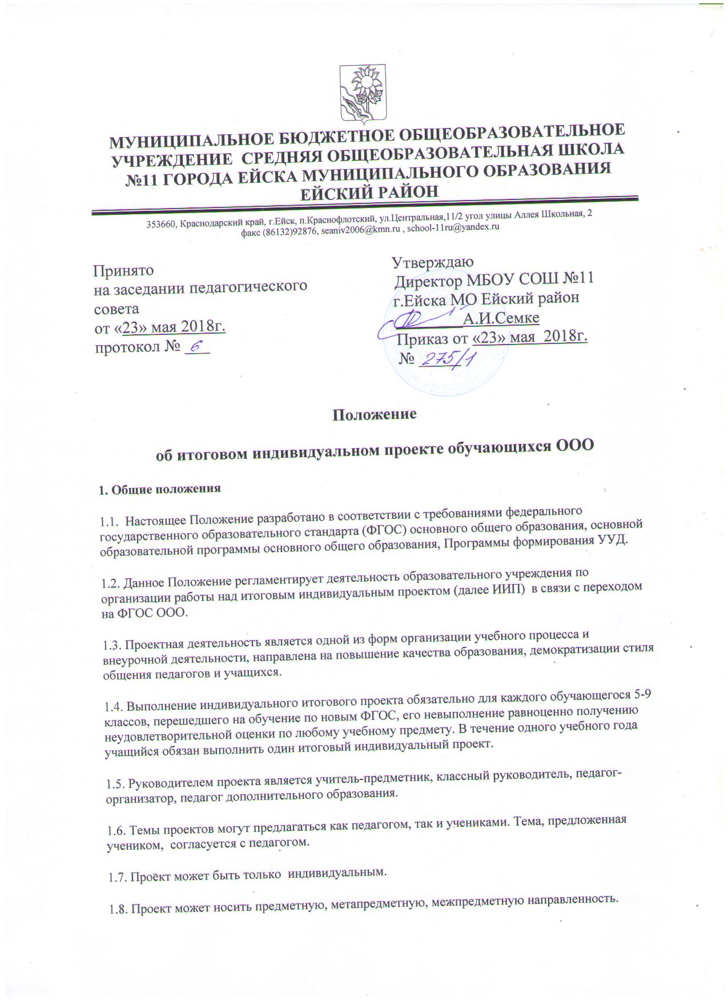 МУНИЦИПАЛЬНОЕ БЮДЖЕТНОЕ ОБЩЕОБРАЗОВАТЕЛЬНОЕ
УЧРЕЖДЕНИЕ СРЕДНЯЯ ОБЩЕОБРАЗОВАТЕЛЬНАЯ ШКОЛА
№11 ГОРОДА ЕЙСКА МУНИЦИПАЛЬНОГО ОБРАЗОВАНИЯ
ЕЙСКИЙ РАЙОН
353660, Краснодарский край, г.Ейск, п.Краснофлотский, ул.Центральная,11/2 угол улицы Аллея Школьная, 2
факс (86132)92876, seaniv2006@kmn.ru , school-11ru@yandex.ru
Принято
на заседании педагогического
совета
от «23» мая 2018г.
протокол № 6
Утверждаю
Директор МБОУ СОШ №11
г.Ейска МО Ейский район
А.И.Семке
Приказ от «23» мая 2018г.
№ 275/1
Положение
об итоговом индивидуальном проекте обучающихся ООО
1. Общие положения
1.1. Настоящее Положение разработано в соответствии с требованиями федерального
государственного образовательного стандарта (ФГОС) основного общего образования, основной
образовательной программы основного общего образования, Программы формирования УУД.
1.2. Данное Положение регламентирует деятельность образовательного учреждения по
организации работы над итоговым индивидуальным проектом (далее ИИП) в связи с переходом
на ФГОС ООО.
1.3. Проектная деятельность является одной из форм организации учебного процесса и
внеурочной деятельности, направлена на повышение качества образования, демократизации стиля
общения педагогов и учащихся.
1.4. Выполнение индивидуального итогового проекта обязательно для каждого обучающегося 5-9
классов, перешедшего на обучение по новым ФГОС, его невыполнение равноценно получению
неудовлетворительной оценки по любому учебному предмету. В течение одного учебного года
учащийся обязан выполнить один итоговый индивидуальный проект.
1.5. Руководителем проекта является учитель-предметник, классный руководитель, педагог-
организатор, педагог дополнительного образования.
1.6. Темы проектов могут предлагаться как педагогом, так и учениками. Тема, предложенная
учеником, согласуется с педагогом.
1.7. Проект может быть только индивидуальным.
1.8. Проект может носить предметную, метапредметную, межпредметную направленность.